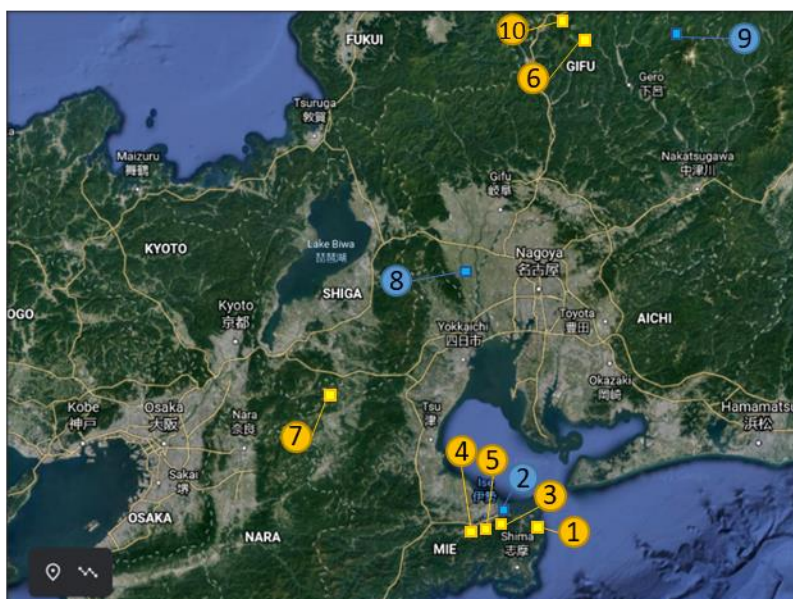 10
9
FUKUI
GIFU
6
Gero
下呂
Tsuruga
敦賀
Maizuru
舞鶴
Nakatsugawa
中津川
Gifu
岐阜
KYOTO
Lake Biwa
琵琶湖
Nagoya
名古屋
8
SHIGA
OGO
Kyoto
京都
Yokkaichi
四日市
Toyota
豊田
AICHI
Okazaki
岡崎
Kobe
神戸
Osaka
大阪
Nara
奈良
7
Tsu
津
Hamamatsu
浜松
4
5
2
Ise
伊勢
3
1
Sakai
堺
OSAKA
NARA
MIE
Shima
志摩